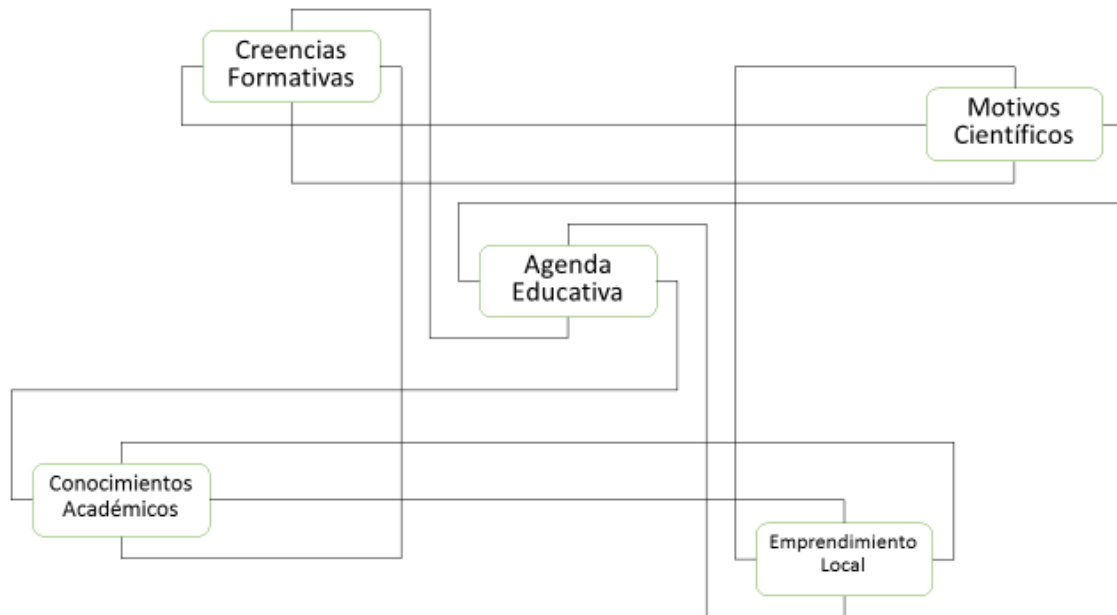 Creencias
Formativas
Motivos
Científicos
Agenda
Educativa
Conocimientos
Académicos
Emprendimiento
Local